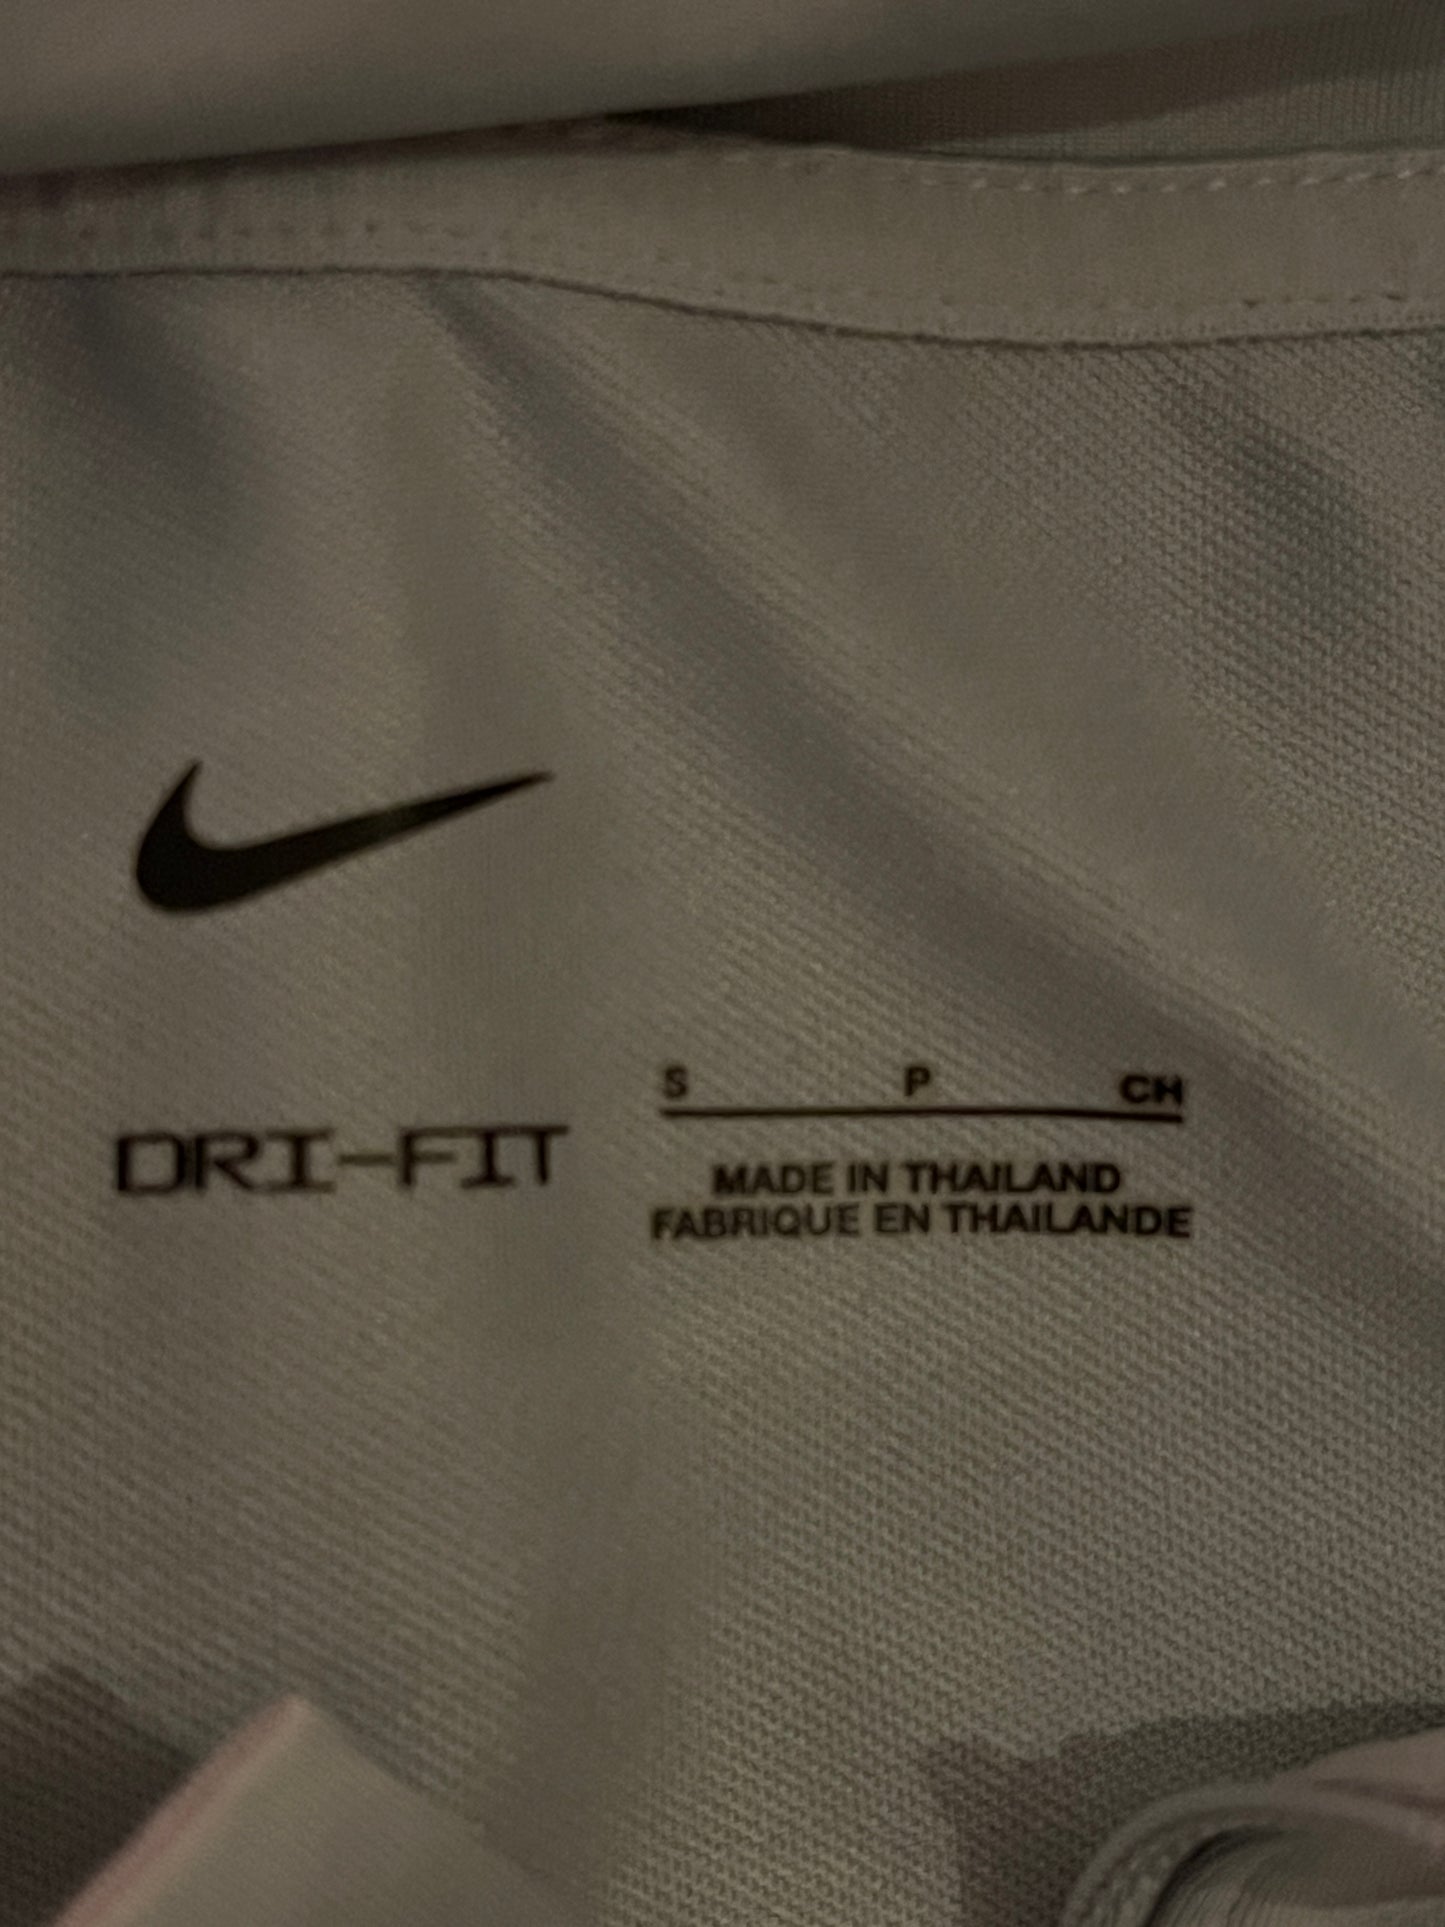 DRI-FIT
S P CH
MADE IN THAILAND
FABRIQUE EN THAILANDE